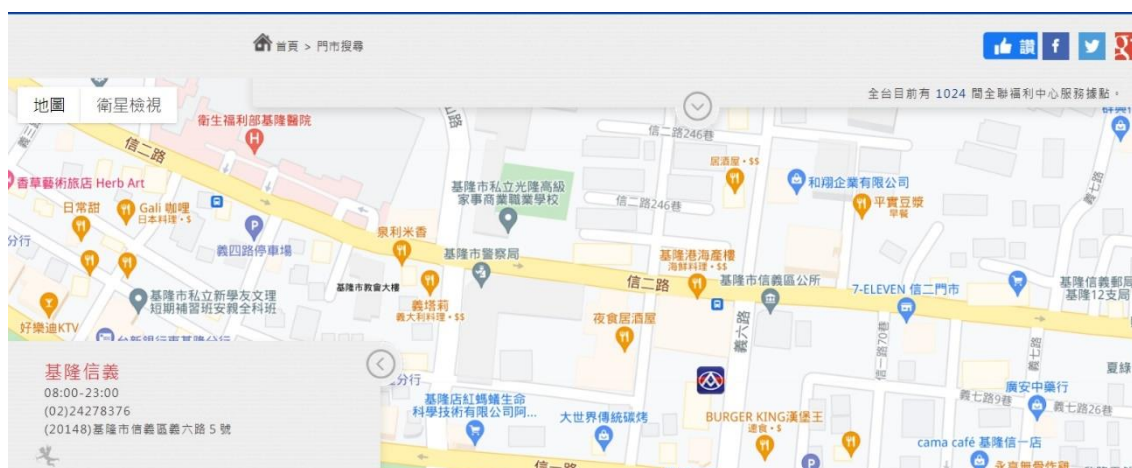 首頁 > 門市搜尋
讚
全台目前有 1024 間全聯福利中心服務據點，
地圖
衛星檢視
衛生福利部基隆醫院
信二路
信二路246巷
居酒屋・$$
和翔企業有限公司
香草藝術旅店 Herb Art
基隆市私立光隆高級
家事商業職業學校
信二路246巷
平實豆漿
早餐
義七路
日常甜
Gali 咖哩
日本料理・$
泉利米香
義四路停車場
基隆市警察局
基隆港海產樓
海鮮料理・$$
信二路
基隆市信義區公所
7-ELEVEN 信二門市
基隆信義郵局
基隆12支局
基隆市教會大樓
義塔莉
義大利料理・$$
基隆市私立新學友文理
短期補習班安親全科班
好樂迪KTV
夜食居酒屋
義六路
信二路70巷
義七路
夏綠
基隆信義
08:00-23:00
(02)24278376
(20148)基隆市信義區義六路５號
分行
基隆店紅螞蟻生命
科學技術有限公司阿...
大世界傳統碳烤
BURGER KING漢堡王
速食・$
廣安中藥行
義七路9巷
義七路26巷
cama café 基隆信一店